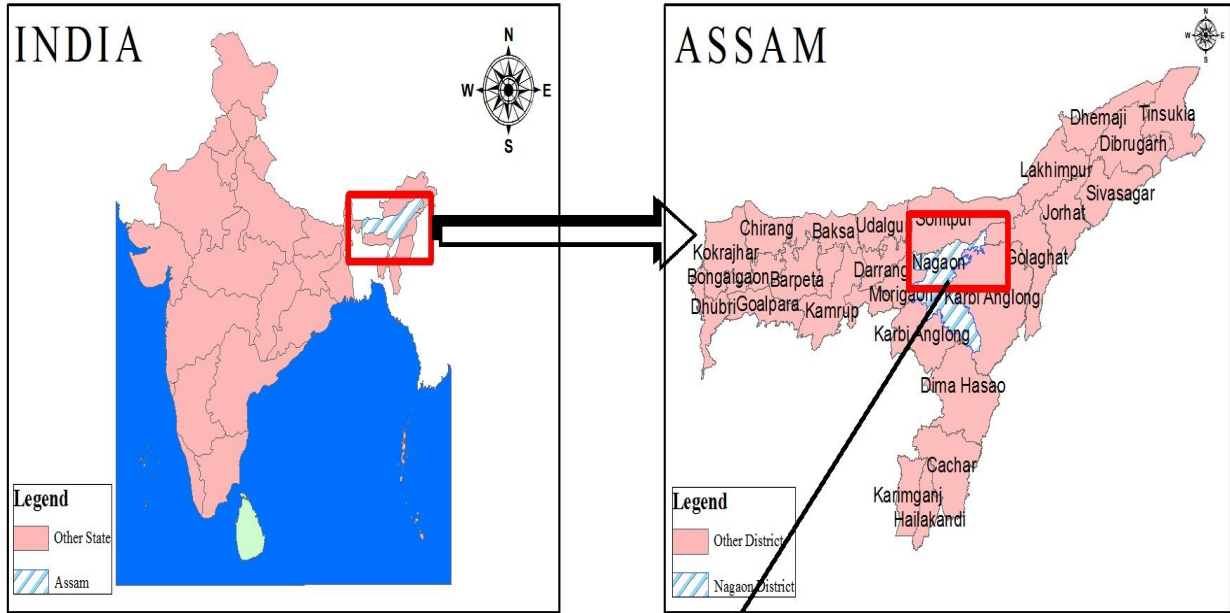 INDIA
N
W
E
S
Legend
Other State
Assam
ASSAM
N
W
E
S
Dhemaji
Tinsukia
Dibrugarh
Lakhimpur
Sivasagar
Jorhat
Golaghat
Sonitpur
Udalgu
Baksa
Chirang
Kokrajhar
Bongaigaon
Barpeta
Darrang
Nagaon
Dhubri
Goalpara
Kamrup
Morigaon
Karbi Anglong
Karbi Anglong
Dima Hasao
Cachar
Karimganj
Hailakandi
Legend
Other District
Nagaon District